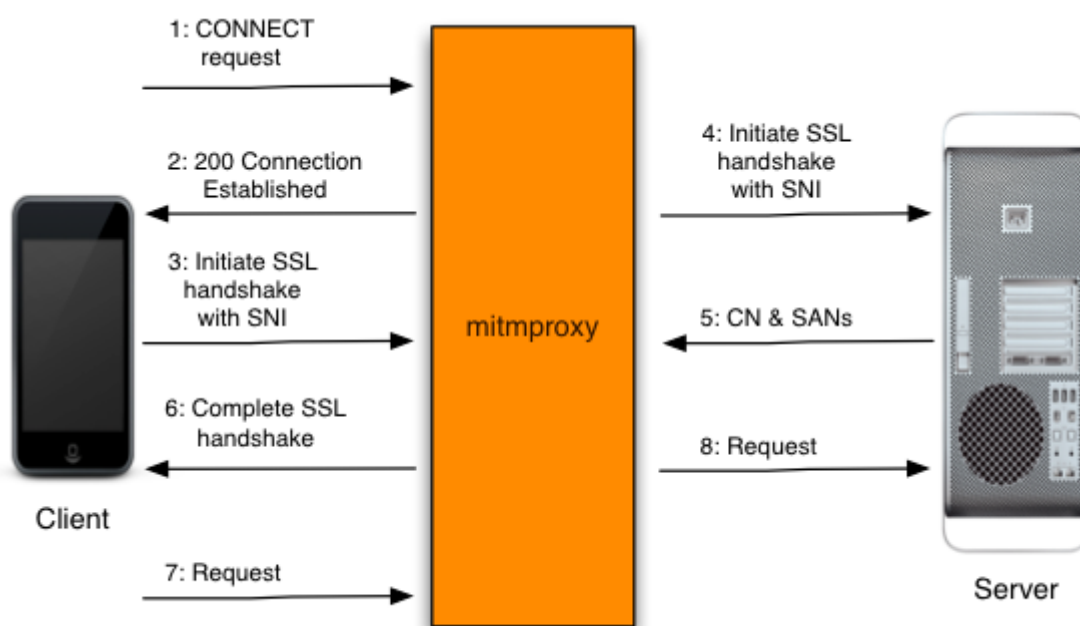 1: CONNECT
request
2: 200 Connection
Established
3: Initiate SSL
handshake
with SNI
4: Initiate SSL
handshake
with SNI
mitmproxy
5: CN & SANs
6: Complete SSL
handshake
8: Request
Client
7: Request
Server